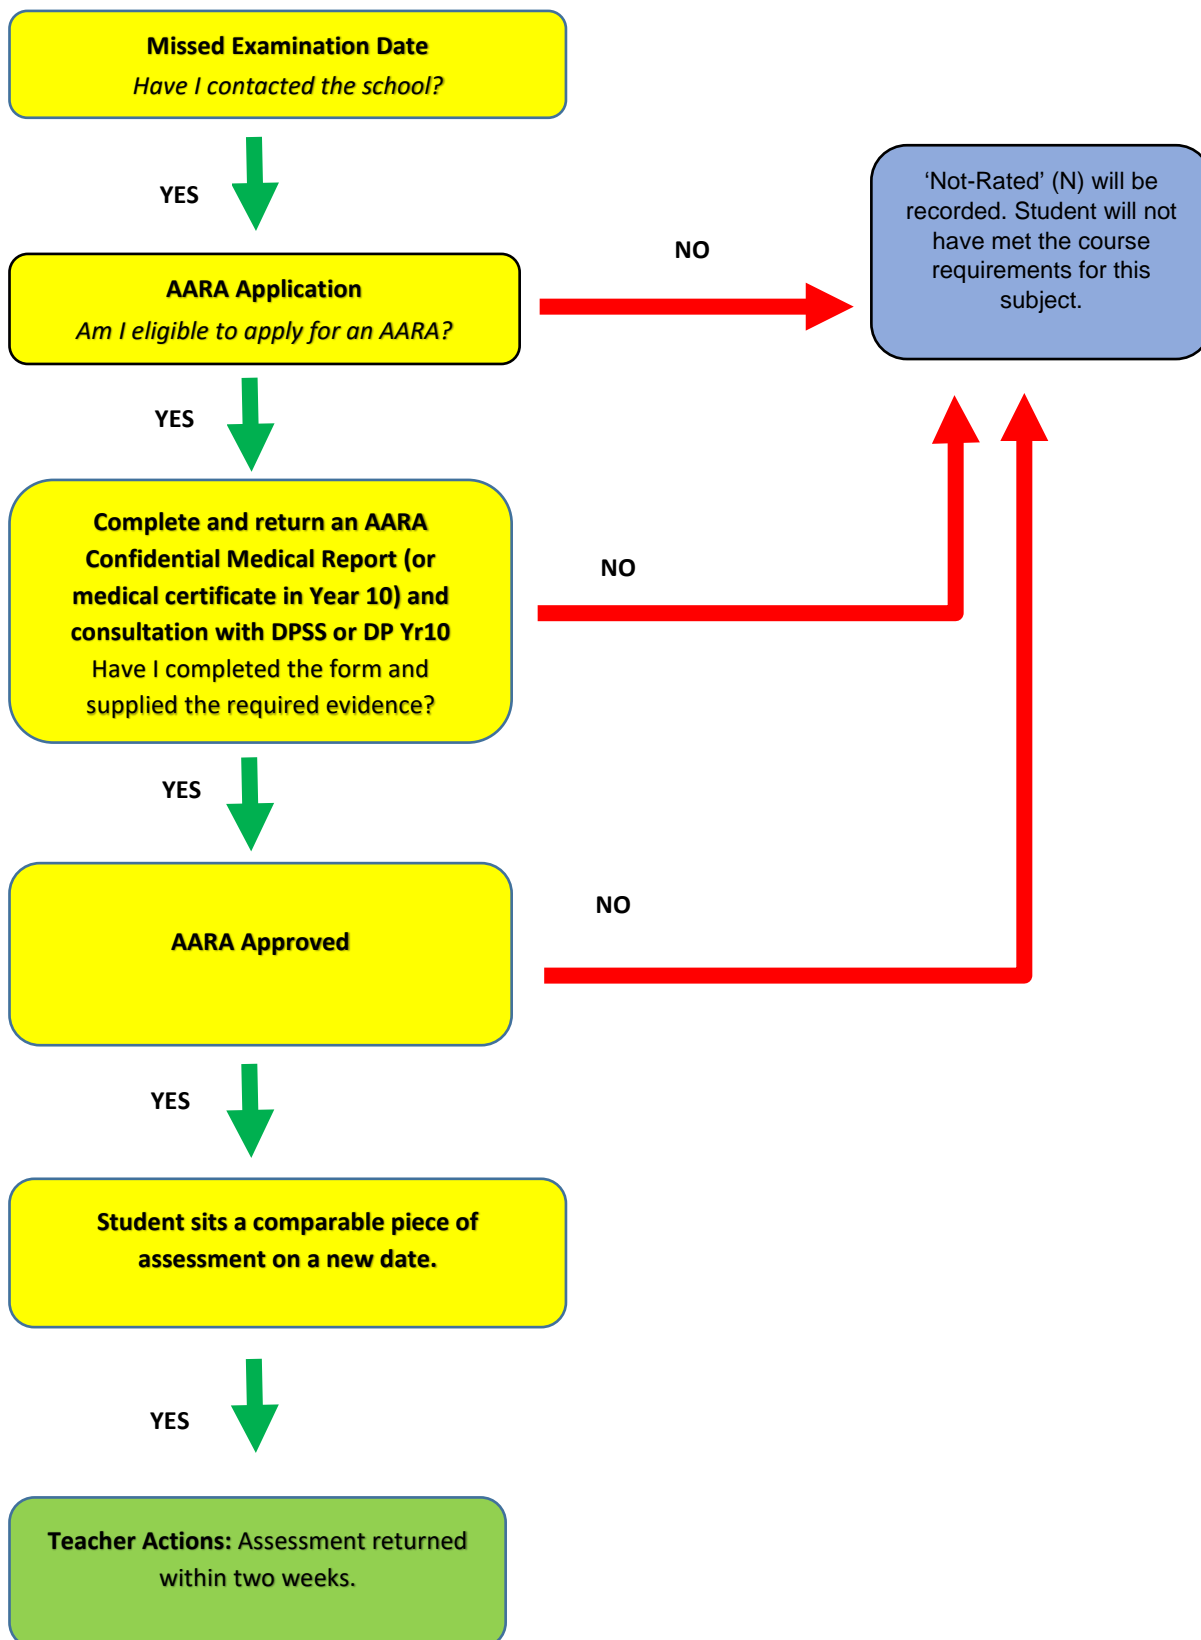 Missed Examination Date
Have I contacted the school?
YES
AARA Application
Am I eligible to apply for an AARA?
NO
‘Not-Rated’ (N) will be
recorded. Student will not
have met the course
requirements for this
subject.
YES
Complete and return an AARA
Confidential Medical Report (or
medical certificate in Year 10) and
consultation with DPSS or DP Yr10
Have I completed the form and
supplied the required evidence?
NO
YES
AARA Approved
NO
YES
Student sits a comparable piece of
assessment on a new date.
YES
Teacher Actions: Assessment returned
within two weeks.